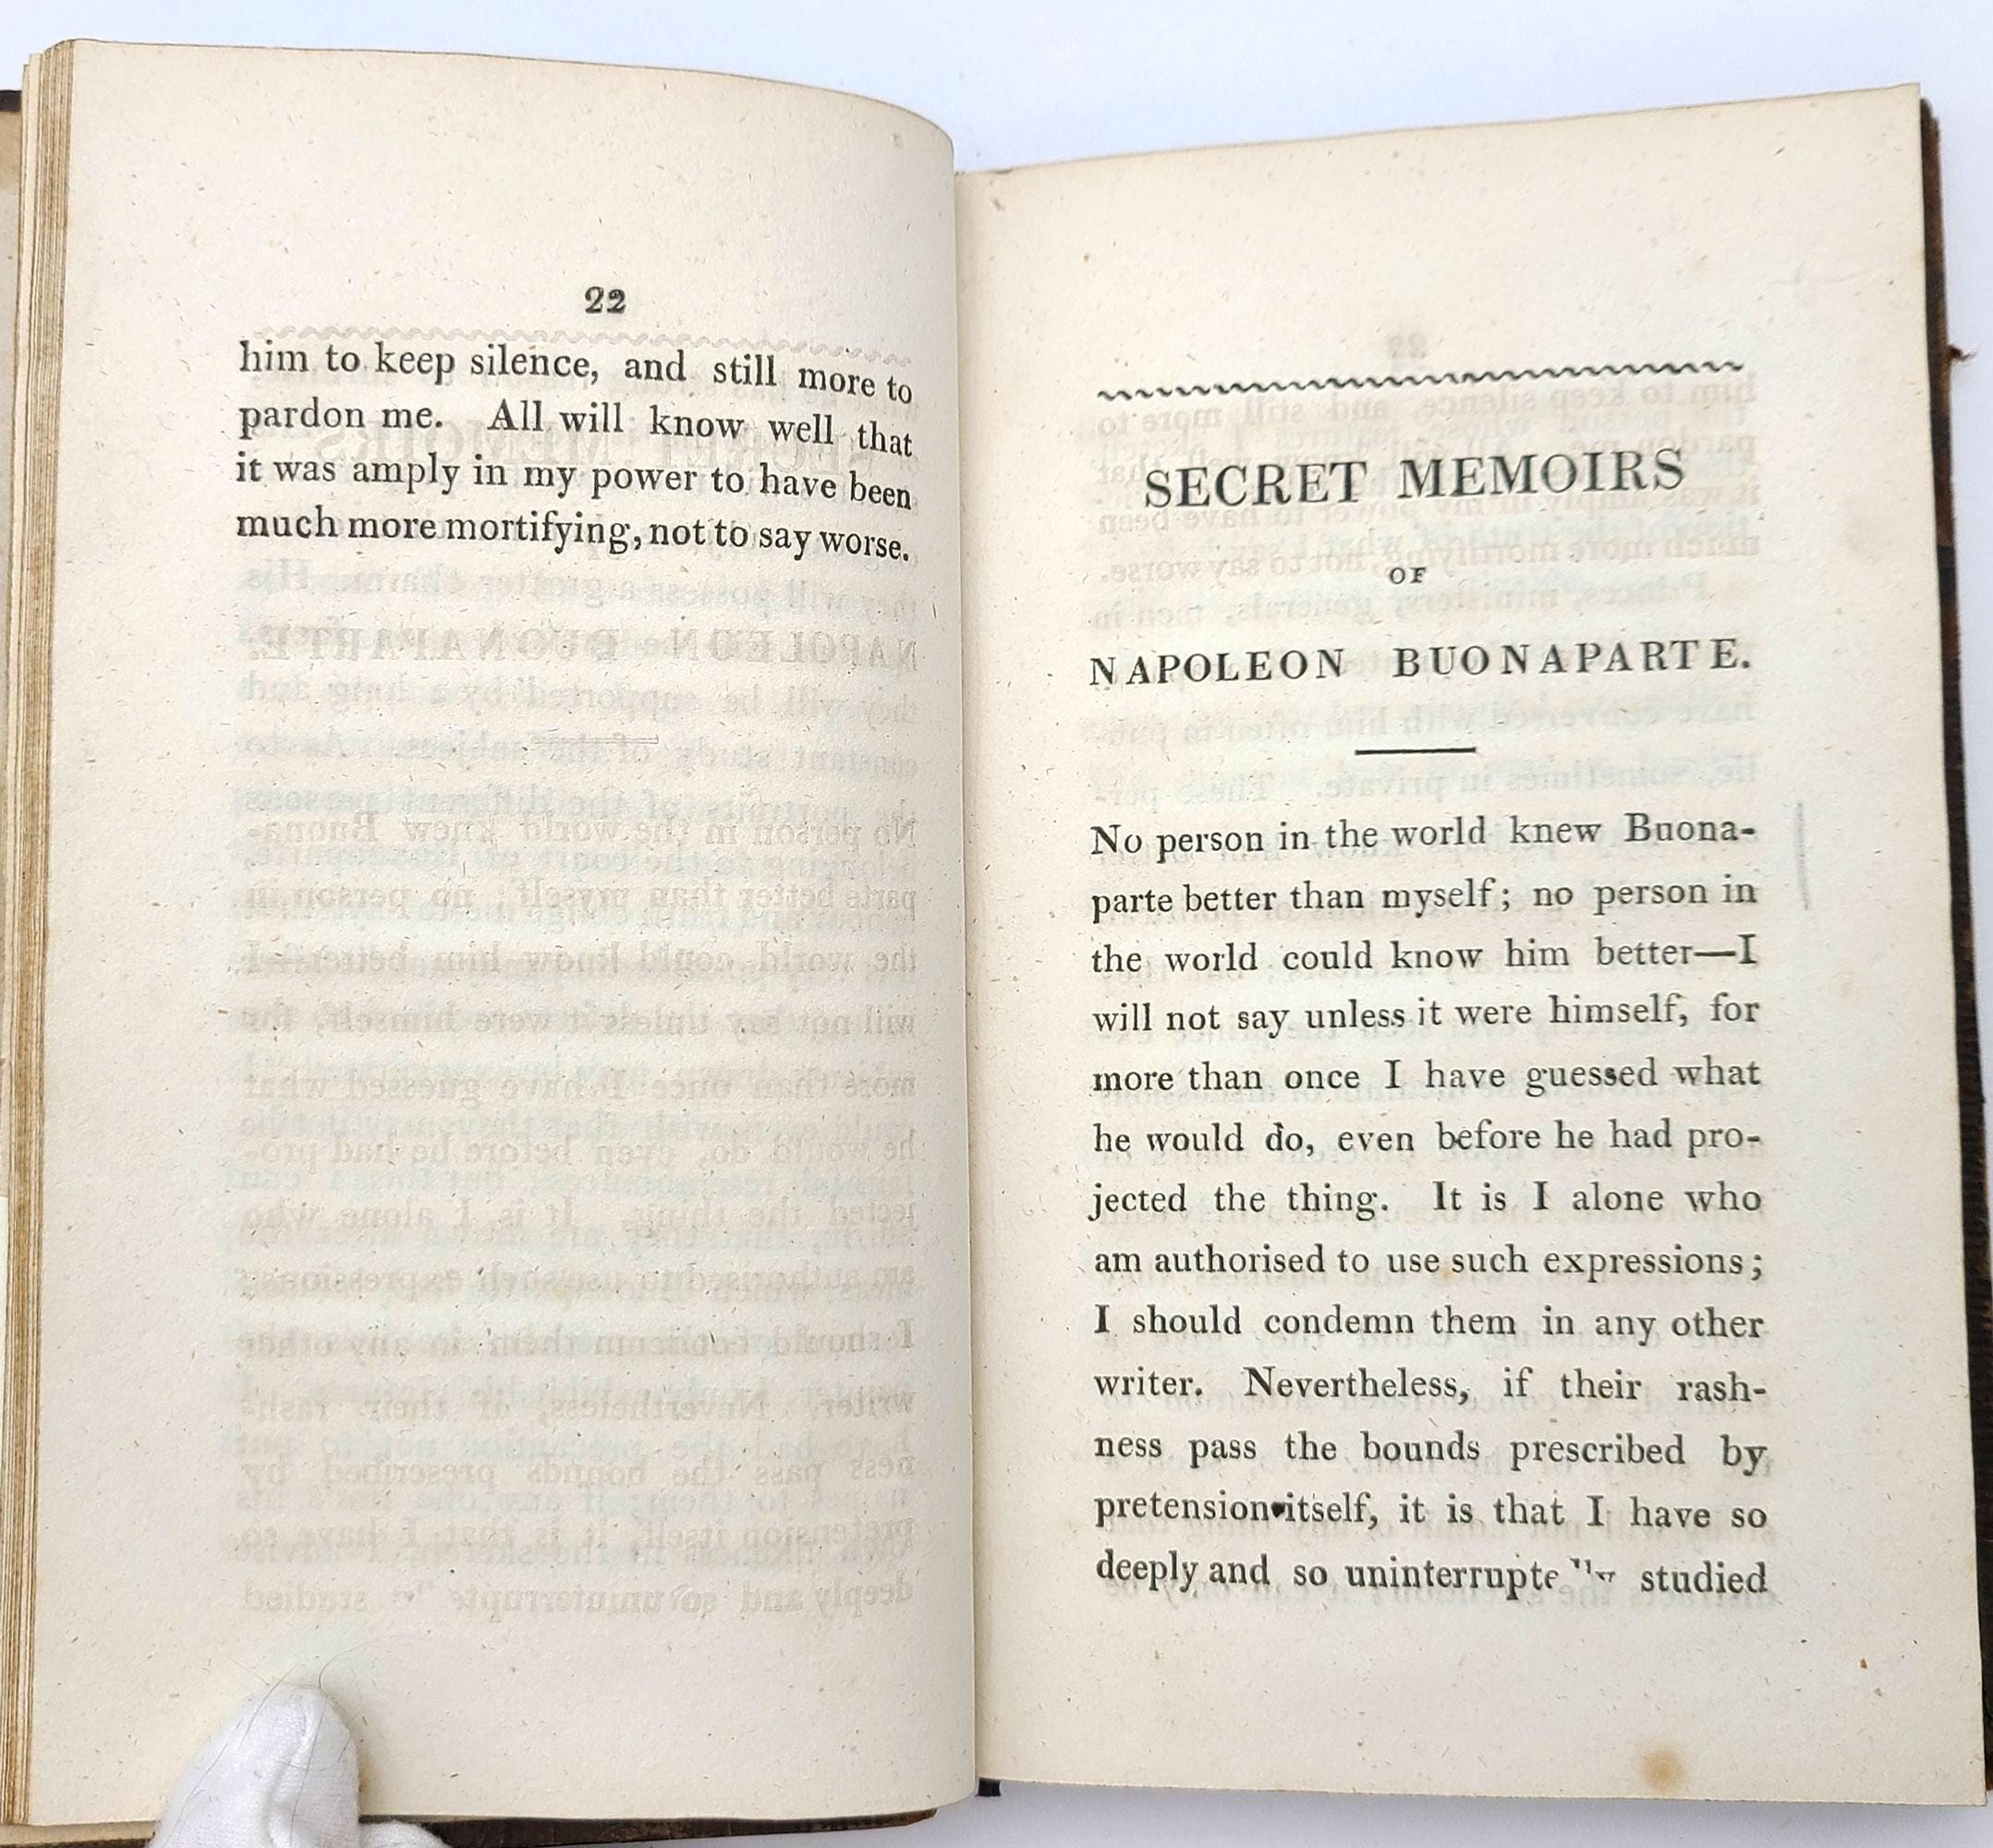 22
him to keep silence, and still more to
pardon me. All will know well that
it was amply in my power to have been
much more mortifying, not to say worse.
SECRET MEMOIRS
OF
NAPOLEON BUONAPARTE.
No person in the world knew Buona-
parte better than myself; no person in
the world could know him better—I
will not say unless it were himself, for
more than once I have guessed what
he would do, even before he had pro-
jected the thing. It is I alone who
am authorised to use such expressions;
I should condemn them in any other
writer. Nevertheless, if their rash-
ness pass the bounds prescribed by
pretension itself, it is that I have so
deeply and so studied